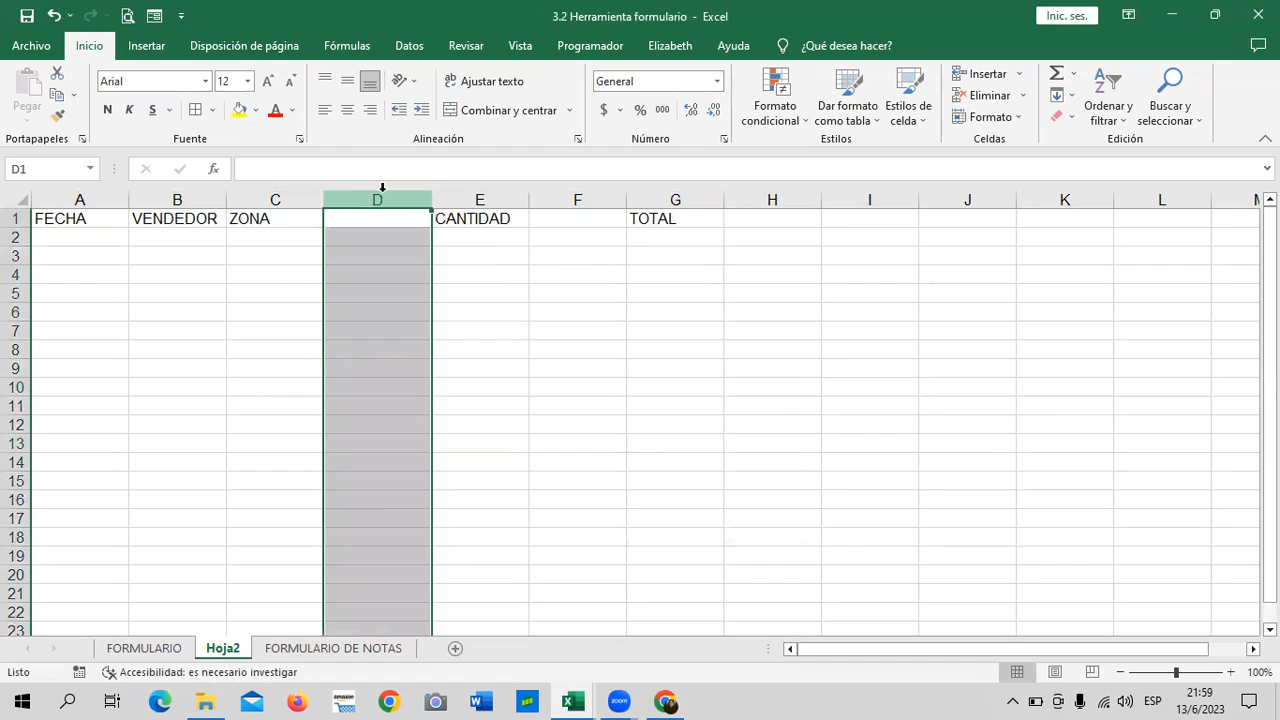 3.2 Herramienta formulario - Excel
Inic. ses.
Archivo Inicio Insertar Disposición de página Fórmulas Datos Revisar Vista Programador Elizabeth Ayuda ¿Qué desea hacer?
Pegar
Portapapeles
Arial 12
N K S
Fuente
Ajustar texto
Combinar y centrar
Alineación
General
$ % 000
Número
Formato condicional
Dar formato como tabla
Estilos de celda
Estilos
Insertar
Eliminar
Formato
Celdas
Ordenar y filtrar
Buscar y seleccionar
Edición
D1 fx
A B C D E F G H I J K L M
1 FECHA VENDEDOR ZONA CANTIDAD TOTAL
2
3
4
5
6
7
8
9
10
11
12
13
14
15
16
17
18
19
20
21
22
23
FORMULARIO Hoja2 FORMULARIO DE NOTAS
Listo Accesibilidad: es necesario investigar 100%
amazon zoom ESP 21:59
13/6/2023